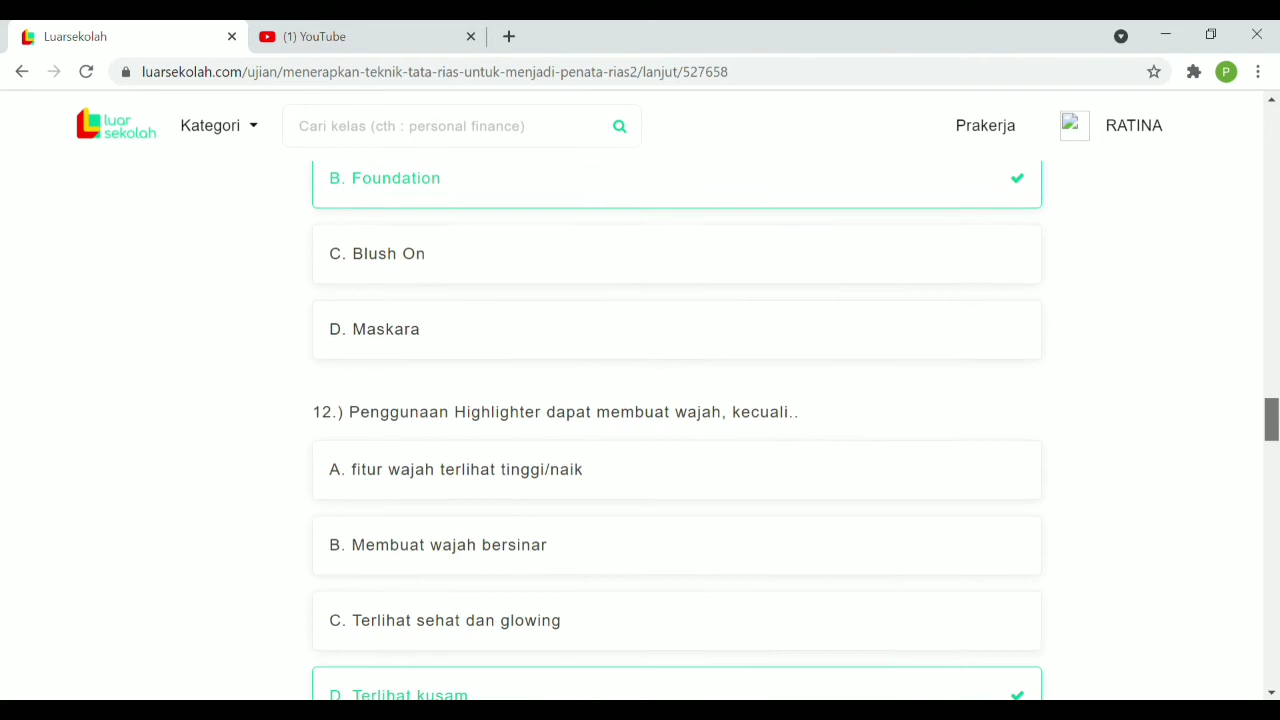 Luarsekolah
(1) YouTube
luarsekolah.com/ujian/menerapkan-teknik-tata-rias-untuk-menjadi-penata-rias2/lanjut/527658
P
luar
sekolah
Kategori
Cari kelas (cth : personal finance)
Prakerja
RATINA
B. Foundation
C. Blush On
D. Maskara
12.) Penggunaan Highlighter dapat membuat wajah, kecuali..
A. fitur wajah terlihat tinggi/naik
B. Membuat wajah bersinar
C. Terlihat sehat dan glowing
D. Terlihat kusam